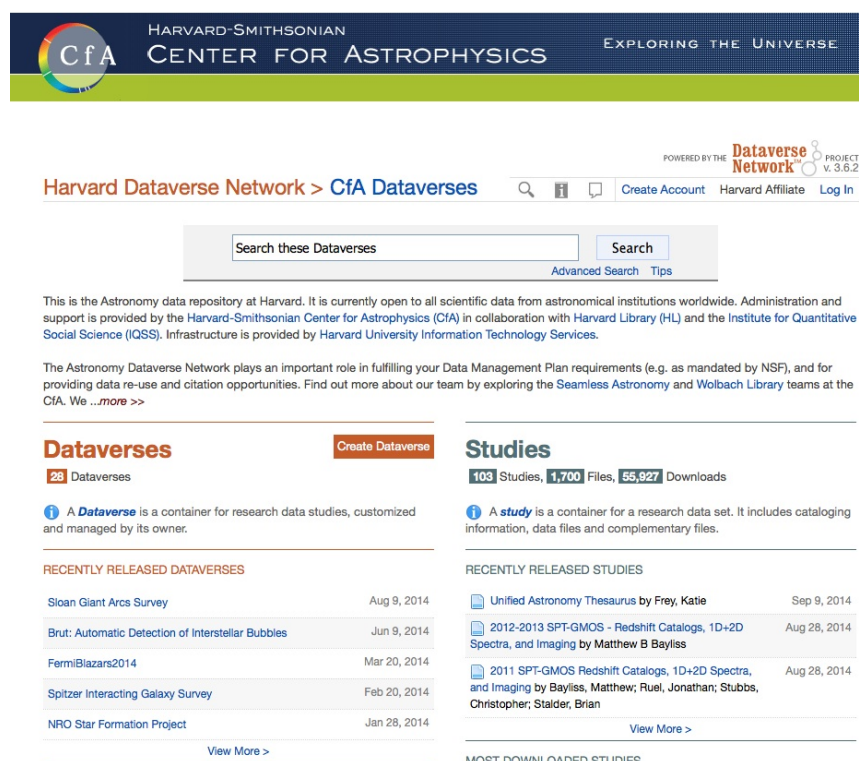 HARVARD-SMITHSONIAN
CfA CENTER FOR ASTROPHYSICS
EXPLORING THE UNIVERSE
POWERED BY THE Dataverse Network™ PROJECT
v. 3.6.2
Harvard Dataverse Network > CfA Dataverses
Create Account Harvard Affiliate Log In
Search these Dataverses Search
Advanced Search Tips
This is the Astronomy data repository at Harvard. It is currently open to all scientific data from astronomical institutions worldwide. Administration and
support is provided by the Harvard-Smithsonian Center for Astrophysics (CfA) in collaboration with Harvard Library (HL) and the Institute for Quantitative
Social Science (IQSS). Infrastructure is provided by Harvard University Information Technology Services.
The Astronomy Dataverse Network plays an important role in fulfilling your Data Management Plan requirements (e.g. as mandated by NSF), and for
providing data re-use and citation opportunities. Find out more about our team by exploring the Seamless Astronomy and Wolbach Library teams at the
CfA. We ...more >>
Dataverses Create Dataverse
28 Dataverses
A Dataverse is a container for research data studies, customized
and managed by its owner.
RECENTLY RELEASED DATAVERSES
Sloan Giant Arcs Survey Aug 9, 2014
Brut: Automatic Detection of Interstellar Bubbles Jun 9, 2014
FermiBlazars2014 Mar 20, 2014
Spitzer Interacting Galaxy Survey Feb 20, 2014
NRO Star Formation Project Jan 28, 2014
View More >
Studies
103 Studies, 1,700 Files, 55,927 Downloads
A study is a container for a research data set. It includes cataloging
information, data files and complementary files.
RECENTLY RELEASED STUDIES
Unified Astronomy Thesaurus by Frey, Katie Sep 9, 2014
2012-2013 SPT-GMOS - Redshift Catalogs, 1D+2D Aug 28, 2014
Spectra, and Imaging by Matthew B Bayliss
2011 SPT-GMOS Redshift Catalogs, 1D+2D Spectra, Aug 28, 2014
and Imaging by Bayliss, Matthew; Ruel, Jonathan; Stubbs,
Christopher; Stalder, Brian
View More >
MOST DOWNLOADED STUDIES